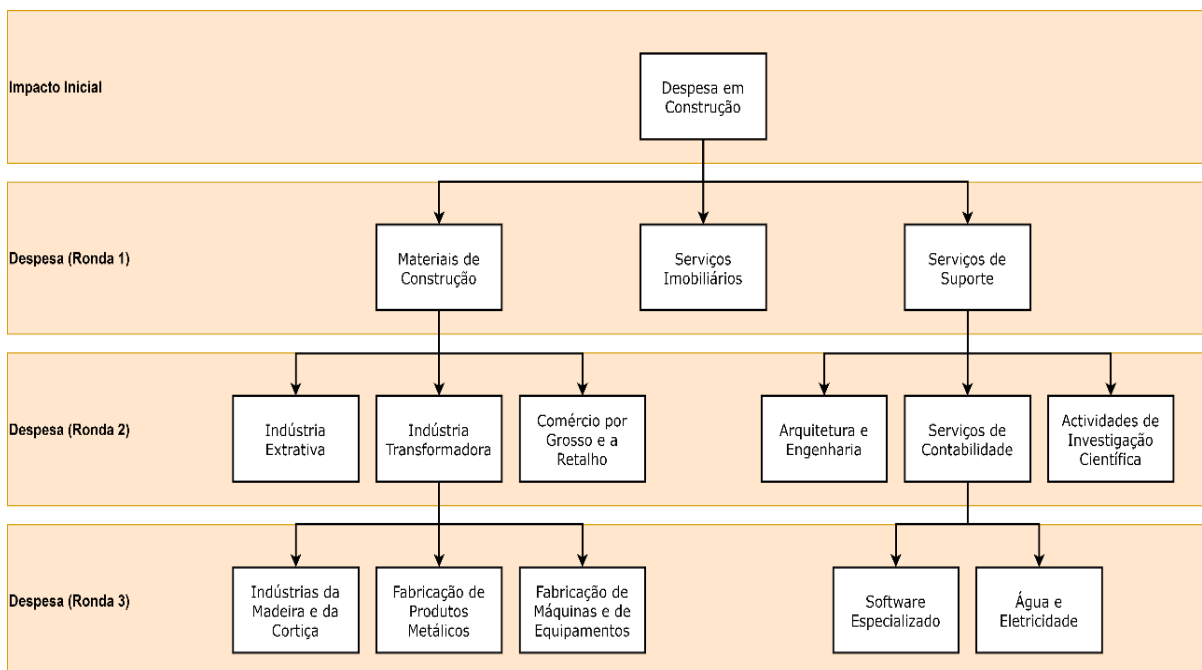 Impacto Inicial
Despesa em
Construção
Despesa (Ronda 1)
Materiais de
Construção
Serviços
Imobiliários
Serviços de
Suporte
Despesa (Ronda 2)
Indústria
Extrativa
Indústria
Transformadora
Comércio por
Grosso e a
Retalho
Arquitetura e
Engenharia
Serviços de
Contabilidade
Actividades de
Investigação
Científica
Despesa (Ronda 3)
Indústrias da
Madeira e da
Cortiça
Fabricação de
Produtos
Metálicos
Fabricação de
Máquinas e de
Equipamentos
Software
Especializado
Água e
Eletricidade